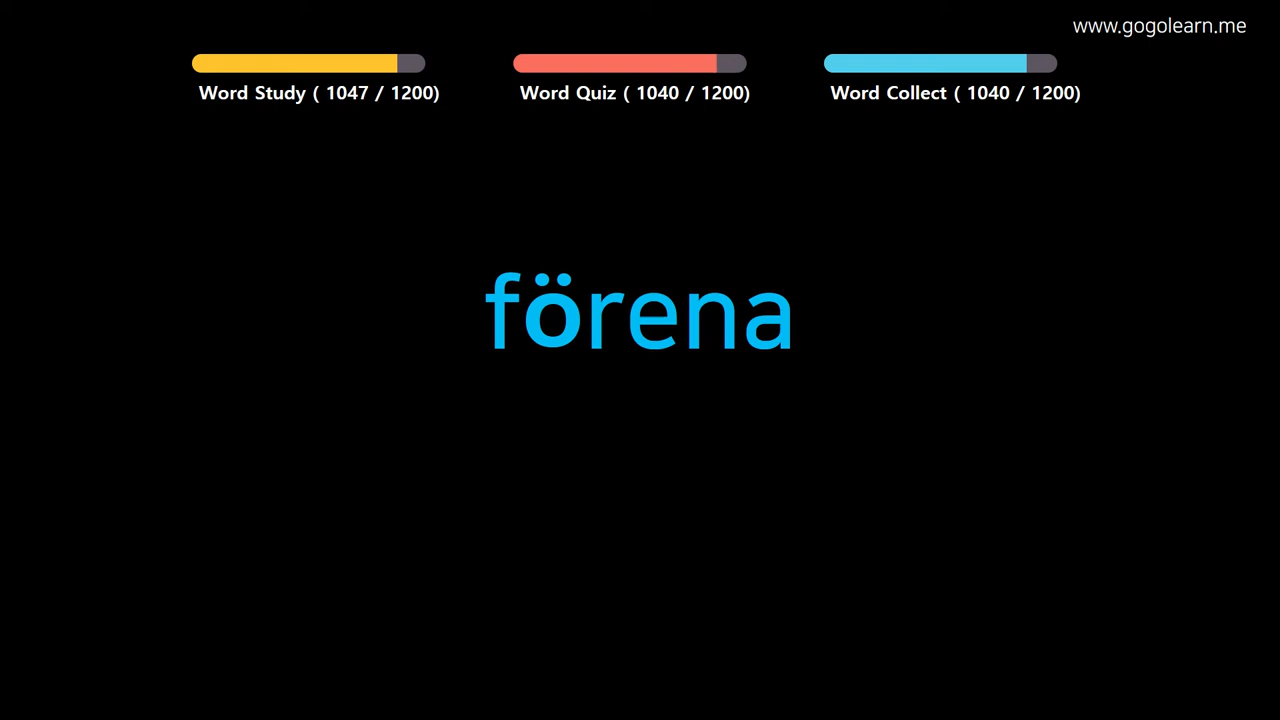 www.gogolearn.me
Word Study ( 1047 / 1200)
Word Quiz ( 1040 / 1200)
Word Collect ( 1040 / 1200)
förena